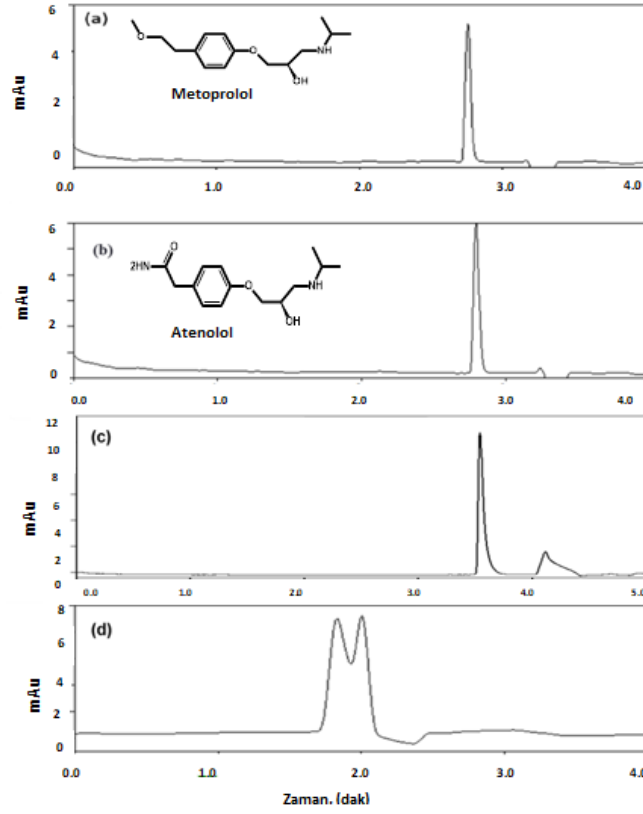 6
(a)
O
O
NH
OH
Metoprolol
4
2
0
mAu
0.0 1.0 2.0 3.0 4.0
6
(b)
O
2HN
O
NH
OH
Atenolol
4
2
0
mAu
0.0 1.0 2.0 3.0 4.0
12
(c)
10
8
6
4
2
0
mAu
0.0 1.0 2.0 3.0 4.0 5.0
8
(d)
6
4
2
0
mAu
0.0 1.0 2.0 3.0 4.0
Zaman, (dak)